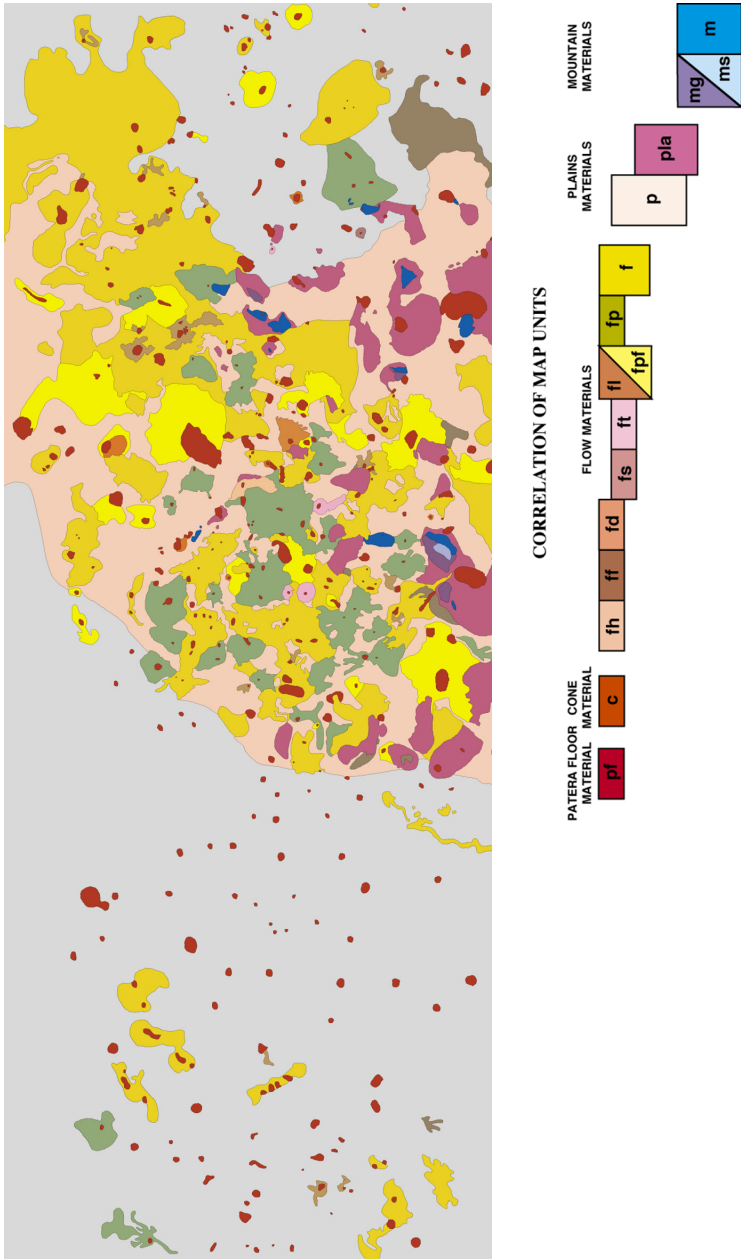 CORRELATION OF MAP UNITS
PATERA FLOOR
MATERIAL
CONE
MATERIAL
FLOW MATERIALS
PLAINS
MATERIALS
MOUNTAIN
MATERIALS
pf
c
fh
ff
fd
fs
ft
fl
fpf
fp
f
p
pla
mg
ms
m